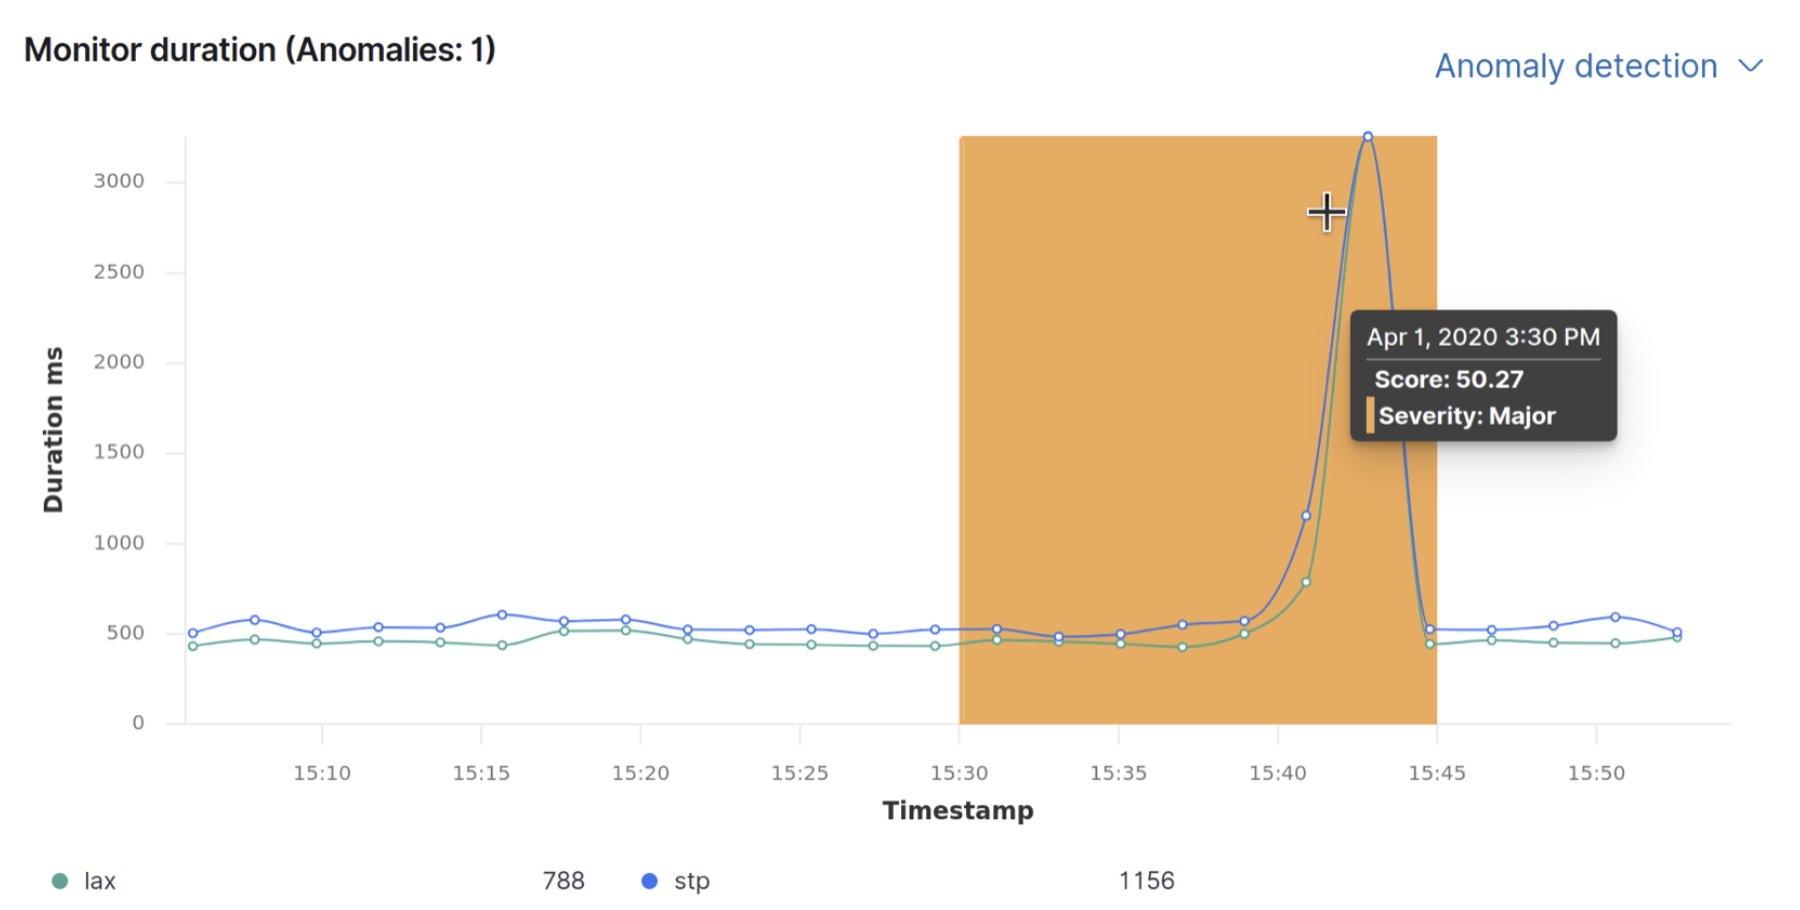 Monitor duration (Anomalies: 1)
Anomaly detection
3000
2500
2000
1500
1000
500
0
Duration ms
Apr 1, 2020 3:30 PM
Score: 50.27
Severity: Major
15:10 15:15 15:20 15:25 15:30 15:35 15:40 15:45 15:50
Timestamp
lax 788 stp 1156